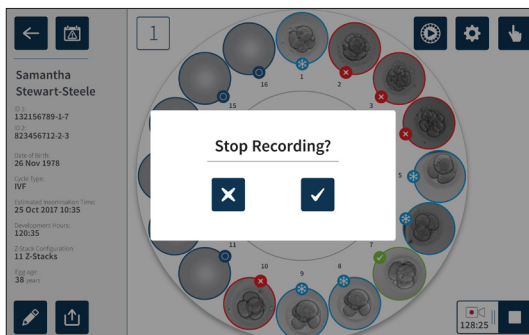 1
Samantha
Stewart-Steele
ID 1:
132156789-1-7
ID 2:
823456712-2-3
Date of Birth:
26 Nov 1978
Cycle Type:
IVF
Estimated Insemination Time:
25 Oct 2017 10:35
Development Hours:
120:35
Z-Stack Configuration:
11 Z-Stacks
Egg age:
38 years
16
1
2
15
3
Stop Recording?
5
11
7
10
9
8
128:25